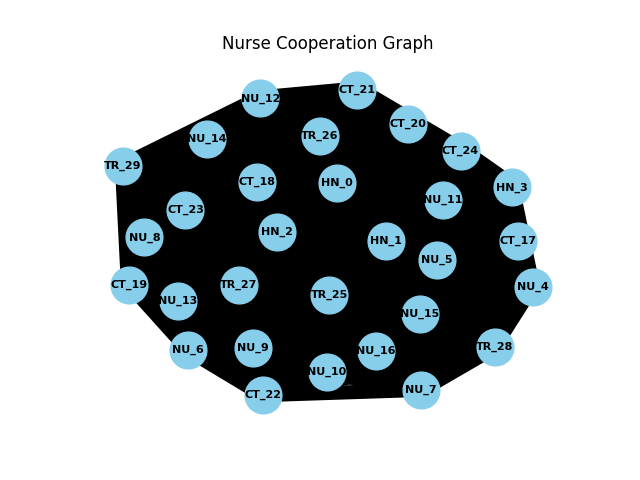 Nurse Cooperation Graph
CT_21
NU_12
CT_20
TR_26
NU_14
CT_24
TR_29
CT_18
HN_0
HN_3
NU_11
CT_23
HN_2
NU_8
HN_1
CT_17
NU_5
CT_19
TR_27
NU_4
TR_25
NU_13
NU_15
TR_28
NU_9
NU_6
NU_16
NU_10
NU_7
CT_22